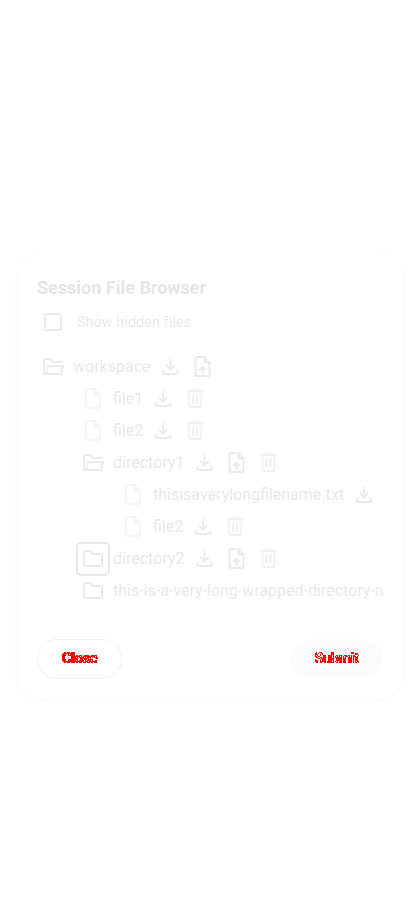 Session File Browser
Show hidden files
workspace
file1
file2
directory1
thisisaverylongfilename.txt
file2
directory2
this-is-a-very-long-wrapped-directory-n
Close
Submit